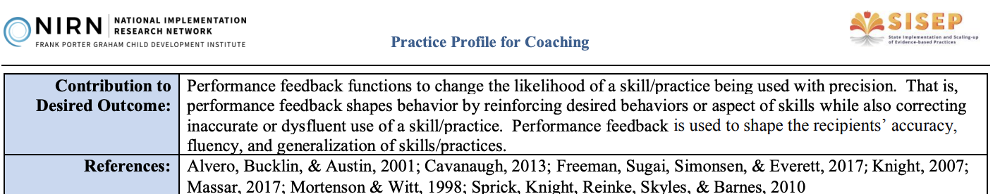 NIRN NATIONAL IMPLEMENTATION
RESEARCH NETWORK
FRANK PORTER GRAHAM CHILD DEVELOPMENT INSTITUTE
Practice Profile for Coaching
SISEP
State Implementation and Scaling-up
of Evidence-based Practices
Contribution to
Desired Outcome:
Performance feedback functions to change the likelihood of a skill/practice being used with precision.  That is,
performance feedback shapes behavior by reinforcing desired behaviors or aspect of skills while also correcting
inaccurate or dysfluent use of a skill/practice.  Performance feedback is used to shape the recipients’ accuracy,
fluency, and generalization of skills/practices.
References:
Alvero, Bucklin, & Austin, 2001; Cavanaugh, 2013; Freeman, Sugai, Simonsen, & Everett, 2017; Knight, 2007;
Massar, 2017; Mortenson & Witt, 1998; Sprick, Knight, Reinke, Skyles, & Barnes, 2010